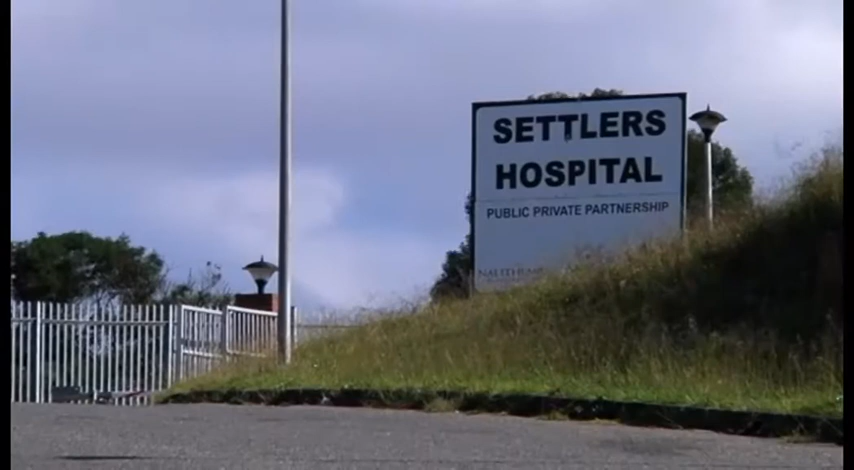 SETTLERS
HOSPITAL
PUBLIC PRIVATE PARTNERSHIP